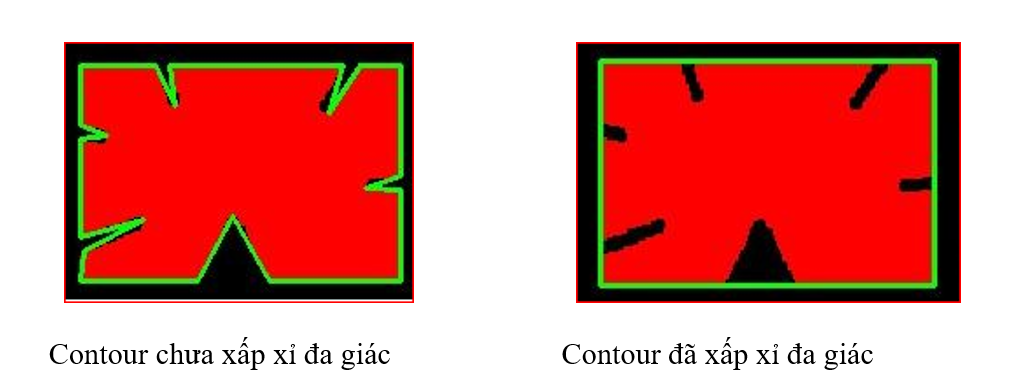 Contour chưa xấp xỉ đa giác
Contour đã xấp xỉ đa giác